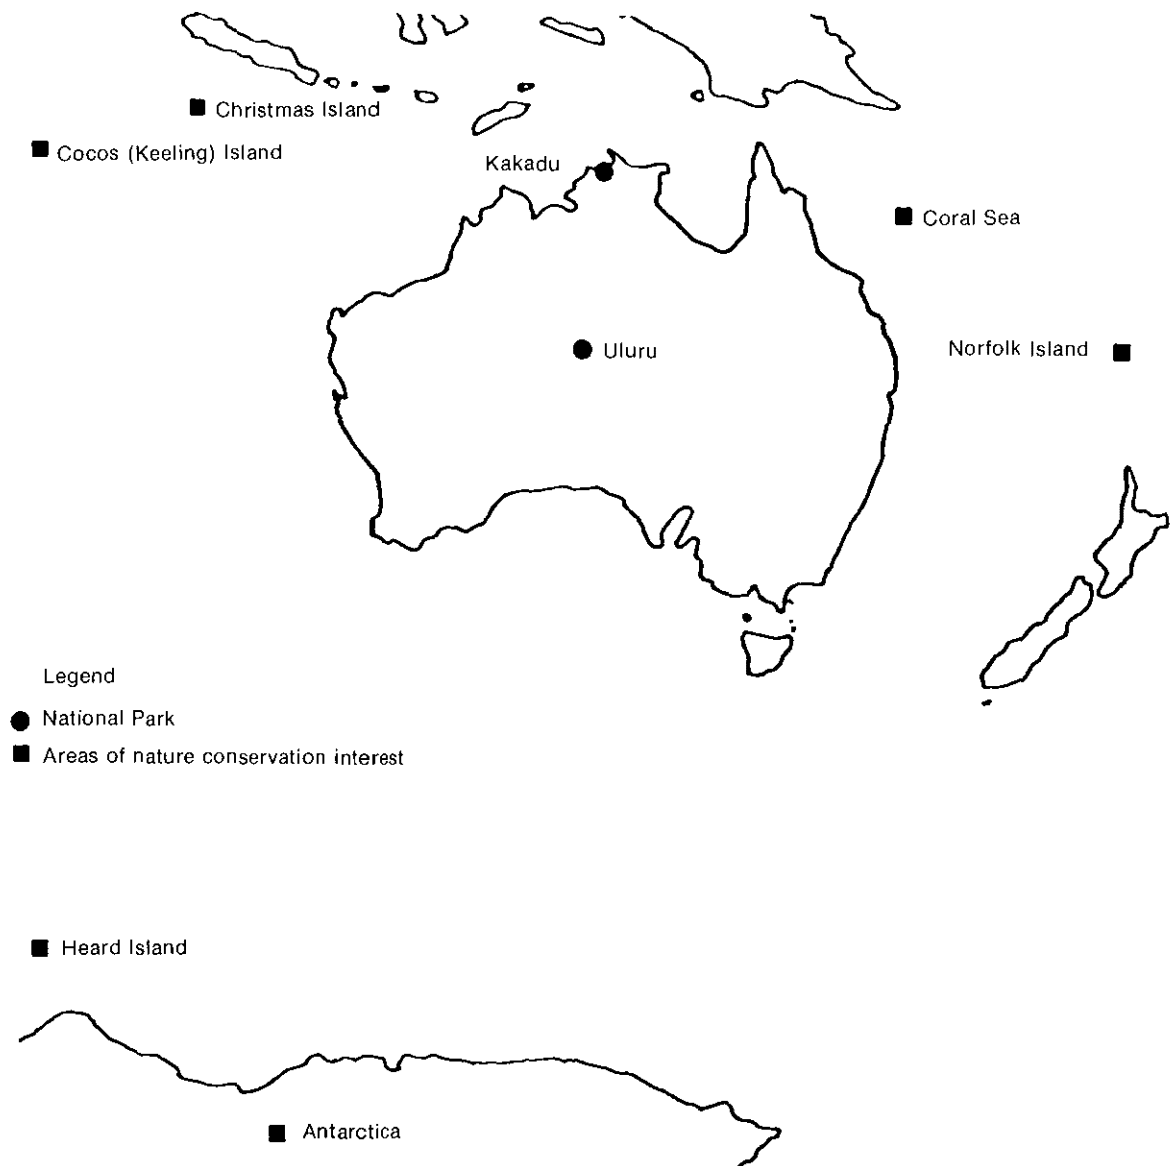 Christmas Island
Cocos (Keeling) Island
Kakadu
Coral Sea
Uluru
Norfolk Island
Legend
National Park
Areas of nature conservation interest
Heard Island
Antarctica